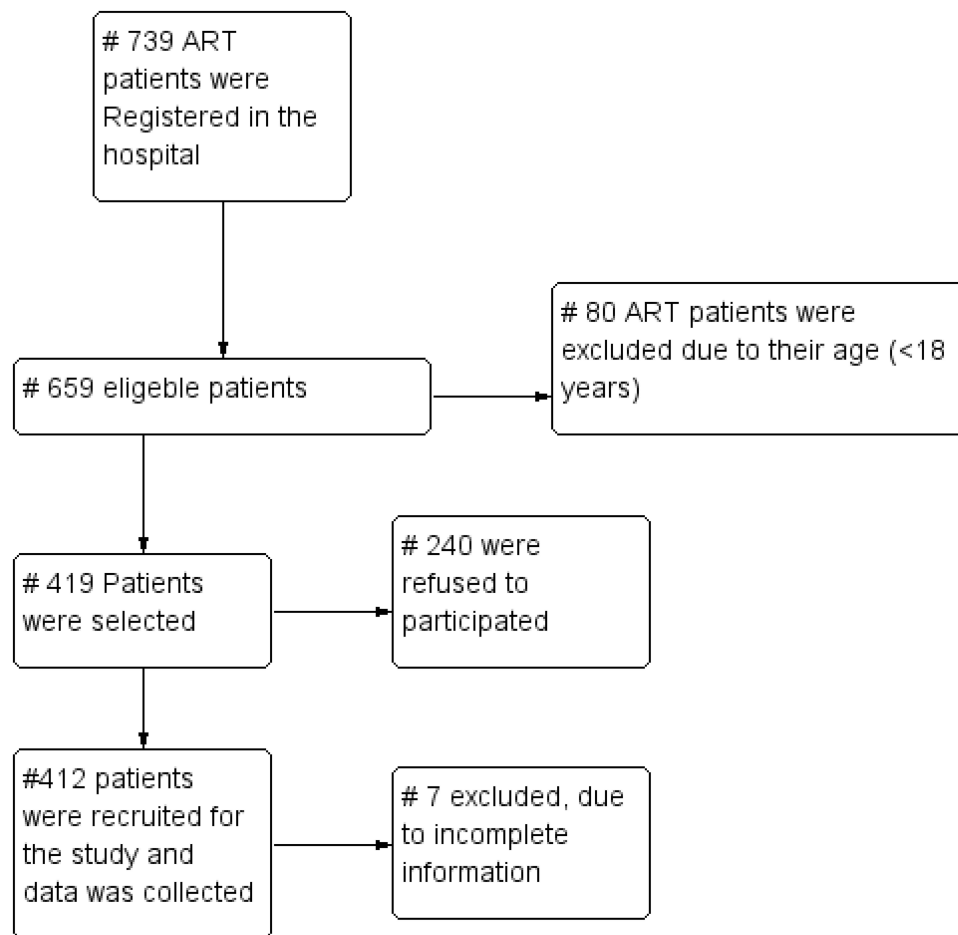 # 739 ART
patients were
Registered in the
hospital
# 80 ART patients were
excluded due to their age (<18
years)
# 659 eligeble patients
# 419 Patients
were selected
# 240 were
refused to
participated
#412 patients
were recruited for
the study and
data was collected
# 7 excluded, due
to incomplete
information